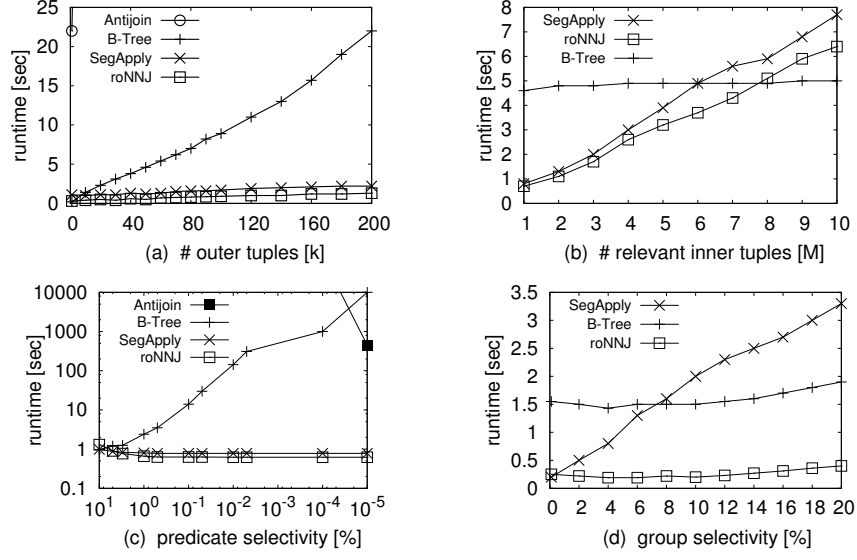 25
20
15
10
5
0
runtime [sec]
Antijoin
B-Tree
SegApply
roNNJ
0 40 80 120 160 200
(a) # outer tuples [k]
8
7
6
5
4
3
2
1
0
runtime [sec]
SegApply
roNNJ
B-Tree
1 2 3 4 5 6 7 8 9 10
(b) # relevant inner tuples [M]
10000
1000
100
10
1
0.1
runtime [sec]
Antijoin
B-Tree
SegApply
roNNJ
10¹ 10⁰ 10⁻¹ 10⁻² 10⁻³ 10⁻⁴ 10⁻⁵
(c) predicate selectivity [%]
3.5
3
2.5
2
1.5
1
0.5
0
runtime [sec]
SegApply
B-Tree
roNNJ
0 2 4 6 8 10 12 14 16 18 20
(d) group selectivity [%]